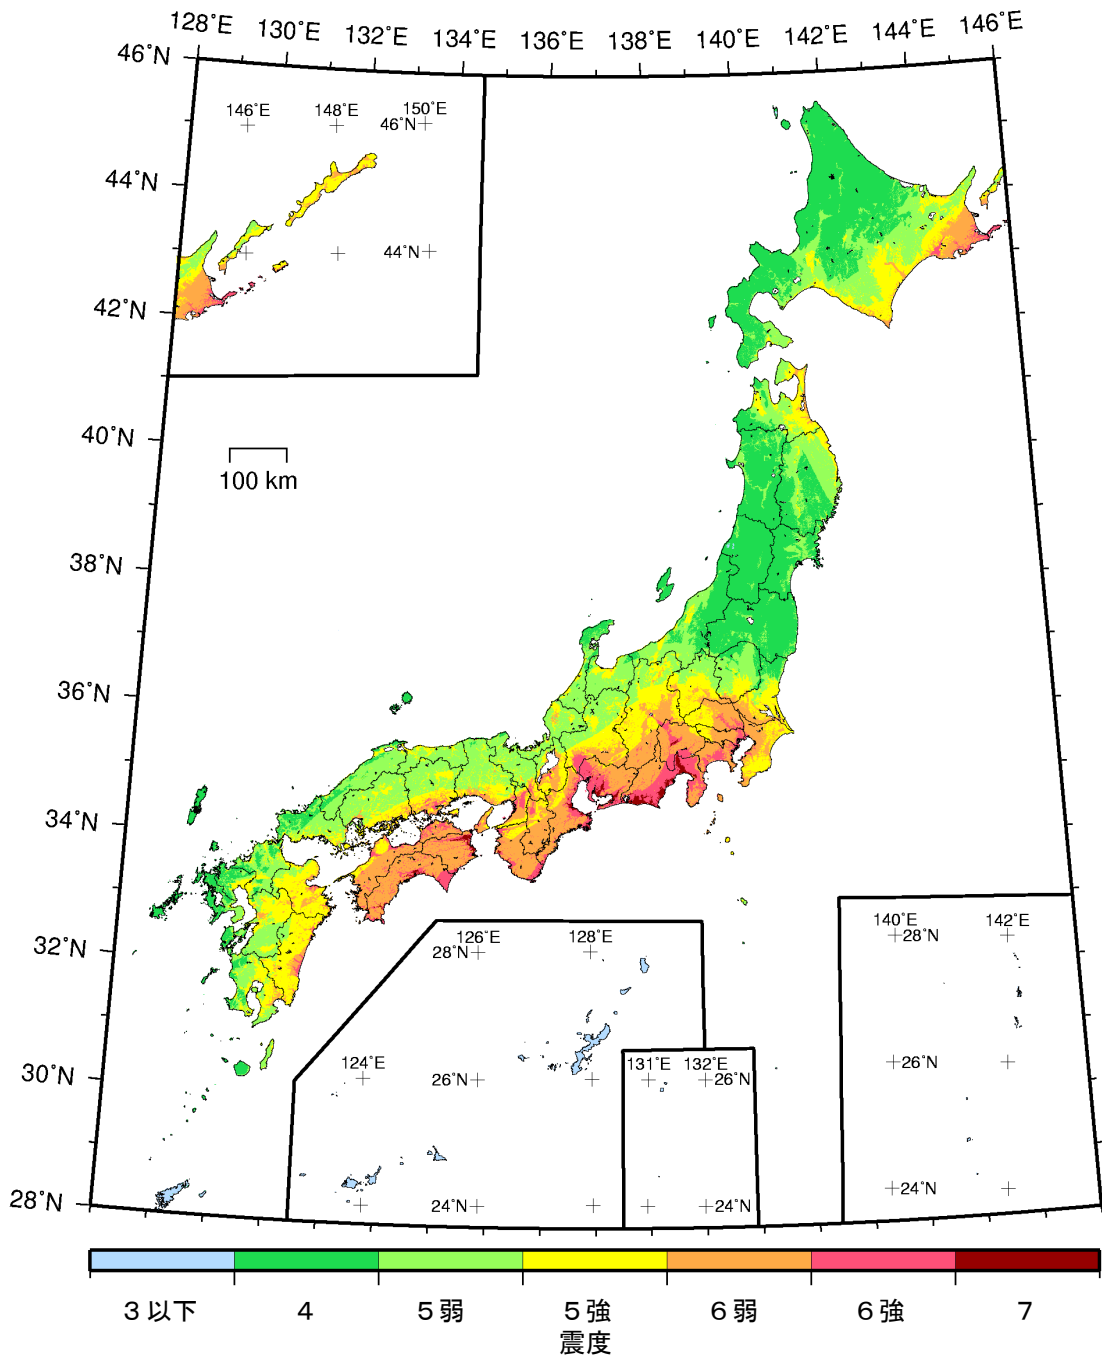 128°E 130°E 132°E 134°E 136°E 138°E 140°E 142°E 144°E 146°E
46°N
146°E 148°E 150°E
46°N
44°N
44°N
42°N
40°N
100 km
38°N
36°N
34°N
32°N
126°E 128°E
28°N
140°E 142°E
28°N
30°N
124°E
26°N
131°E 132°E
26°N
26°N
28°N
24°N
24°N
24°N
３以下 ４ ５弱 ５強 ６弱 ６強 ７
震度